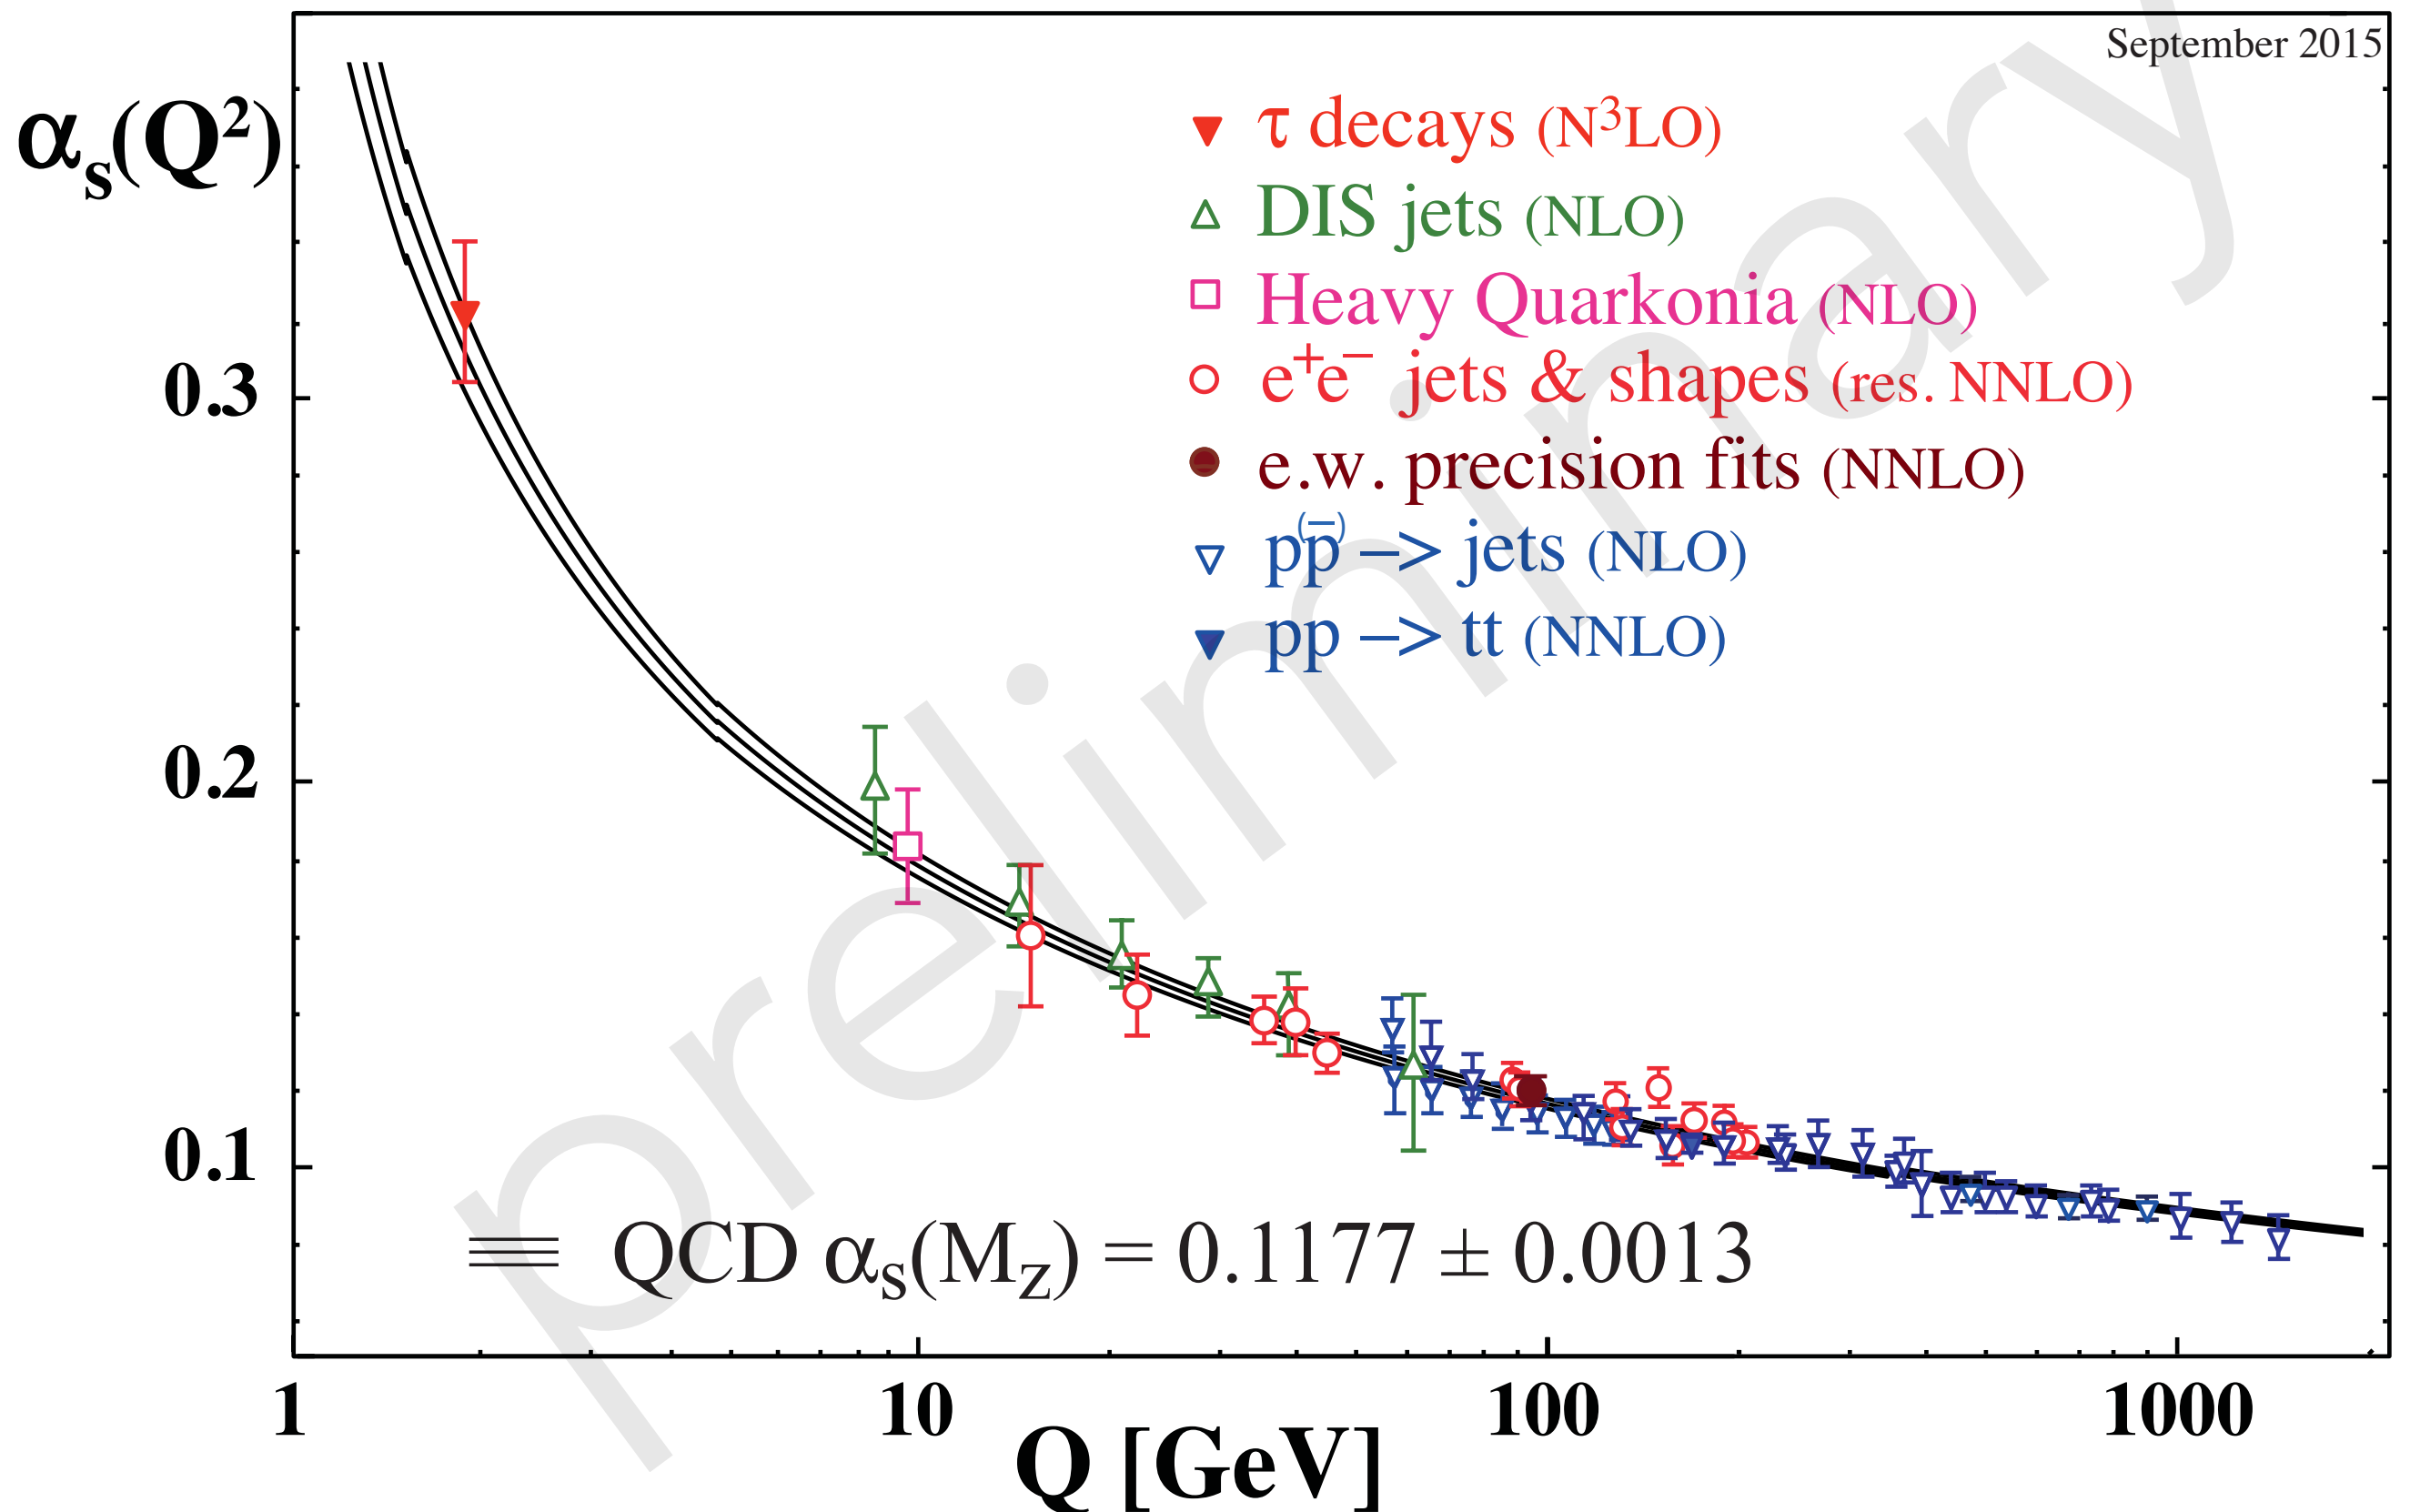 September 2015
αs(Q²)
τ decays (N³LO)
DIS jets (NLO)
Heavy Quarkonia (NLO)
e⁺e⁻ jets & shapes (res. NNLO)
e.w. precision fits (NNLO)
pp(¯) –> jets (NLO)
pp –> tt (NNLO)
0.3
0.2
0.1
preliminary
QCD αs(Mz) = 0.1177 ± 0.0013
1 10 100 1000
Q [GeV]